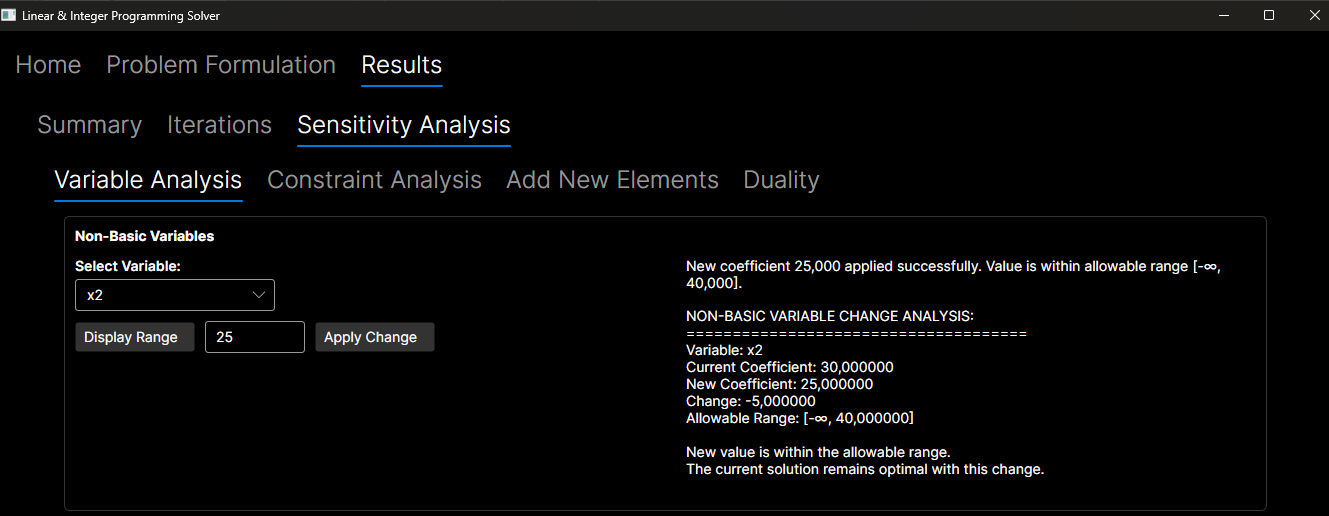 Linear & Integer Programming Solver
Home Problem Formulation Results
Summary Iterations Sensitivity Analysis
Variable Analysis Constraint Analysis Add New Elements Duality
Non-Basic Variables
Select Variable:
x2
Display Range 25 Apply Change
New coefficient 25,000 applied successfully. Value is within allowable range [-∞,
40,000].
NON-BASIC VARIABLE CHANGE ANALYSIS:
=====================================
Variable: x2
Current Coefficient: 30,000000
New Coefficient: 25,000000
Change: -5,000000
Allowable Range: [-∞, 40,000000]
New value is within the allowable range.
The current solution remains optimal with this change.